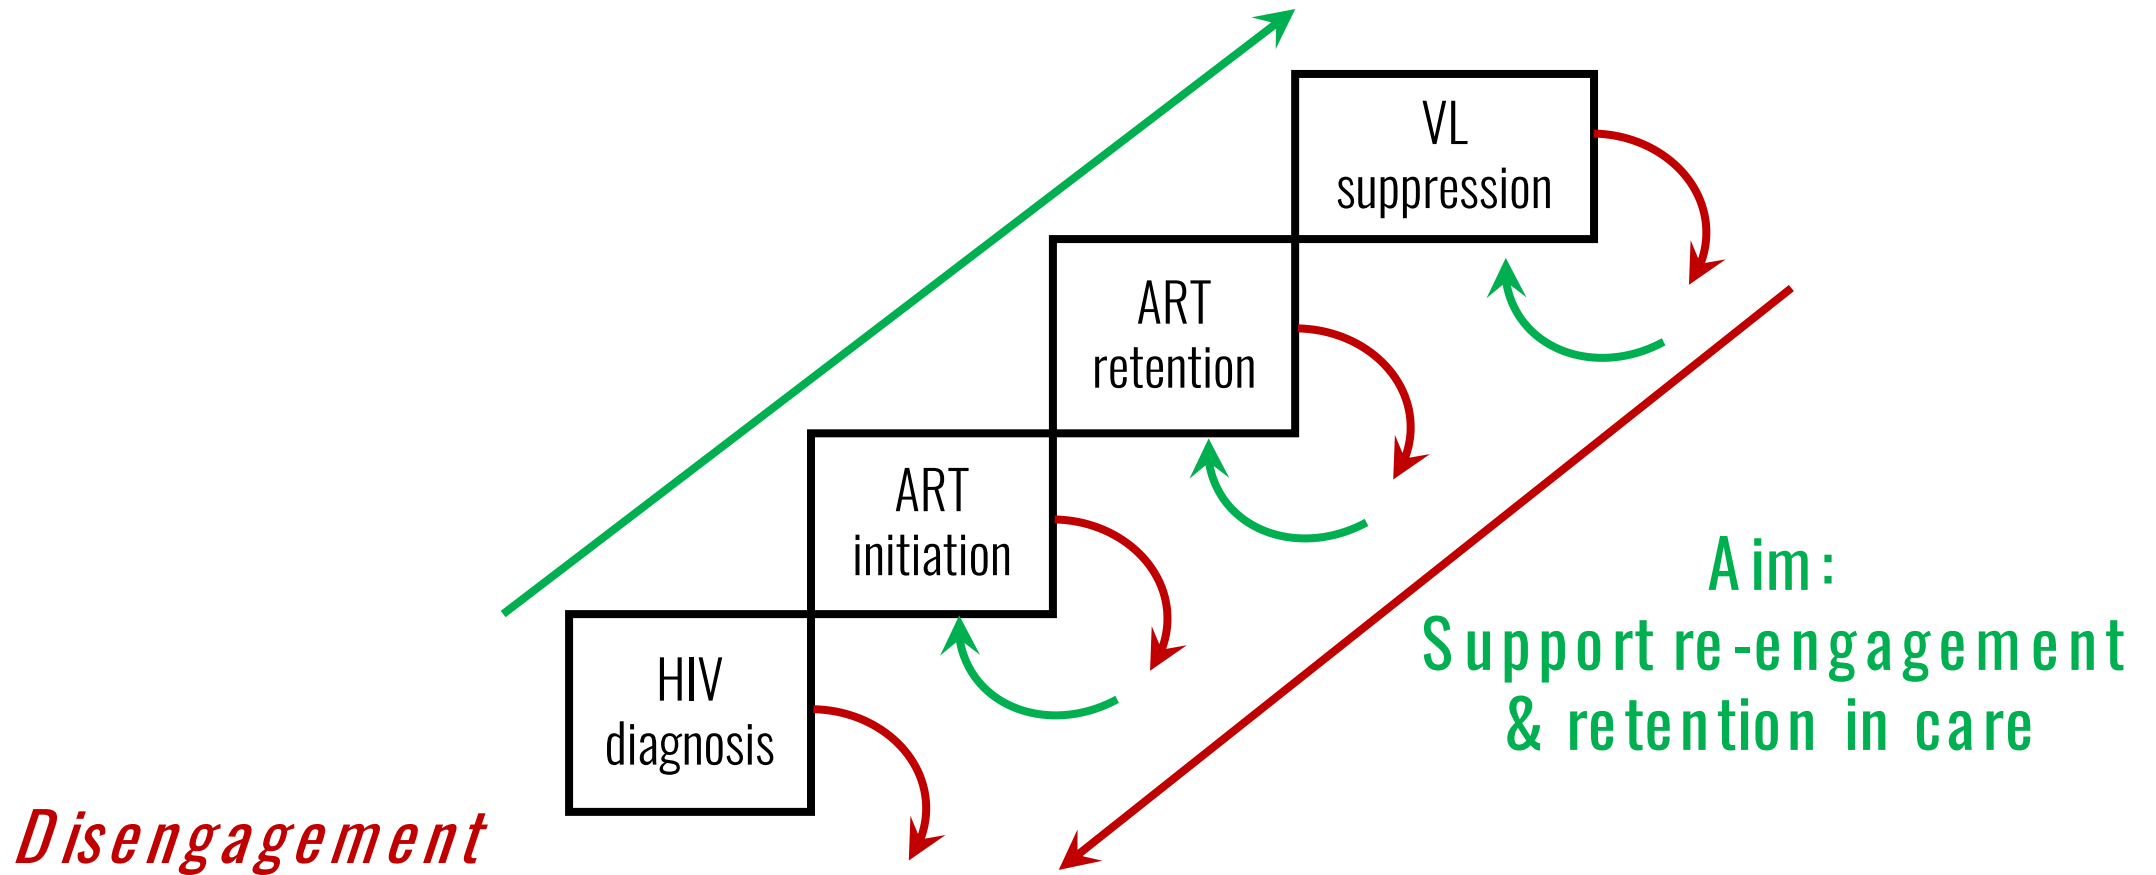 VL
suppression
ART
retention
ART
initiation
HIV
diagnosis
Disengagement
Aim:
Support re-engagement
& retention in care